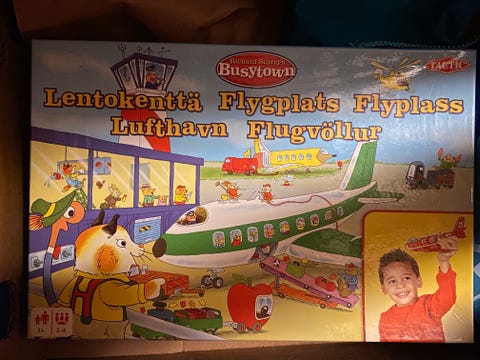 Richard Scarry's
Busytown
TACTIC
Lentokenttä Flygplats Flyplass
Lufthavn Flugvöllur
3+ 2-4